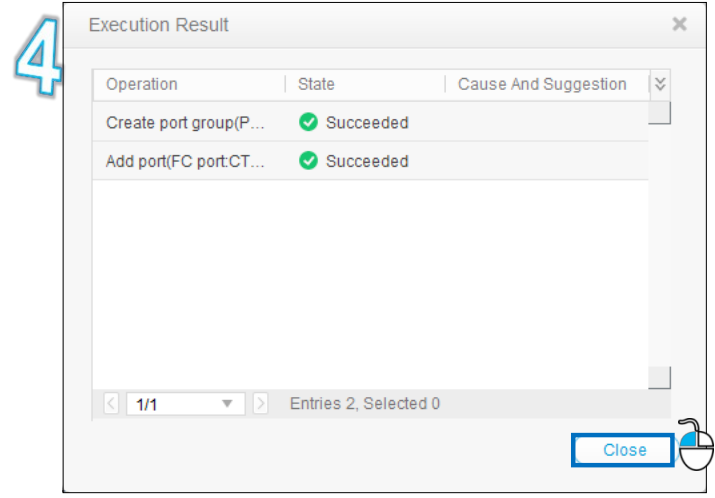 4
Execution Result
Operation State Cause And Suggestion
Create port group(P... Succeeded
Add port(FC port:CT... Succeeded
1/1 Entries 2, Selected 0
Close